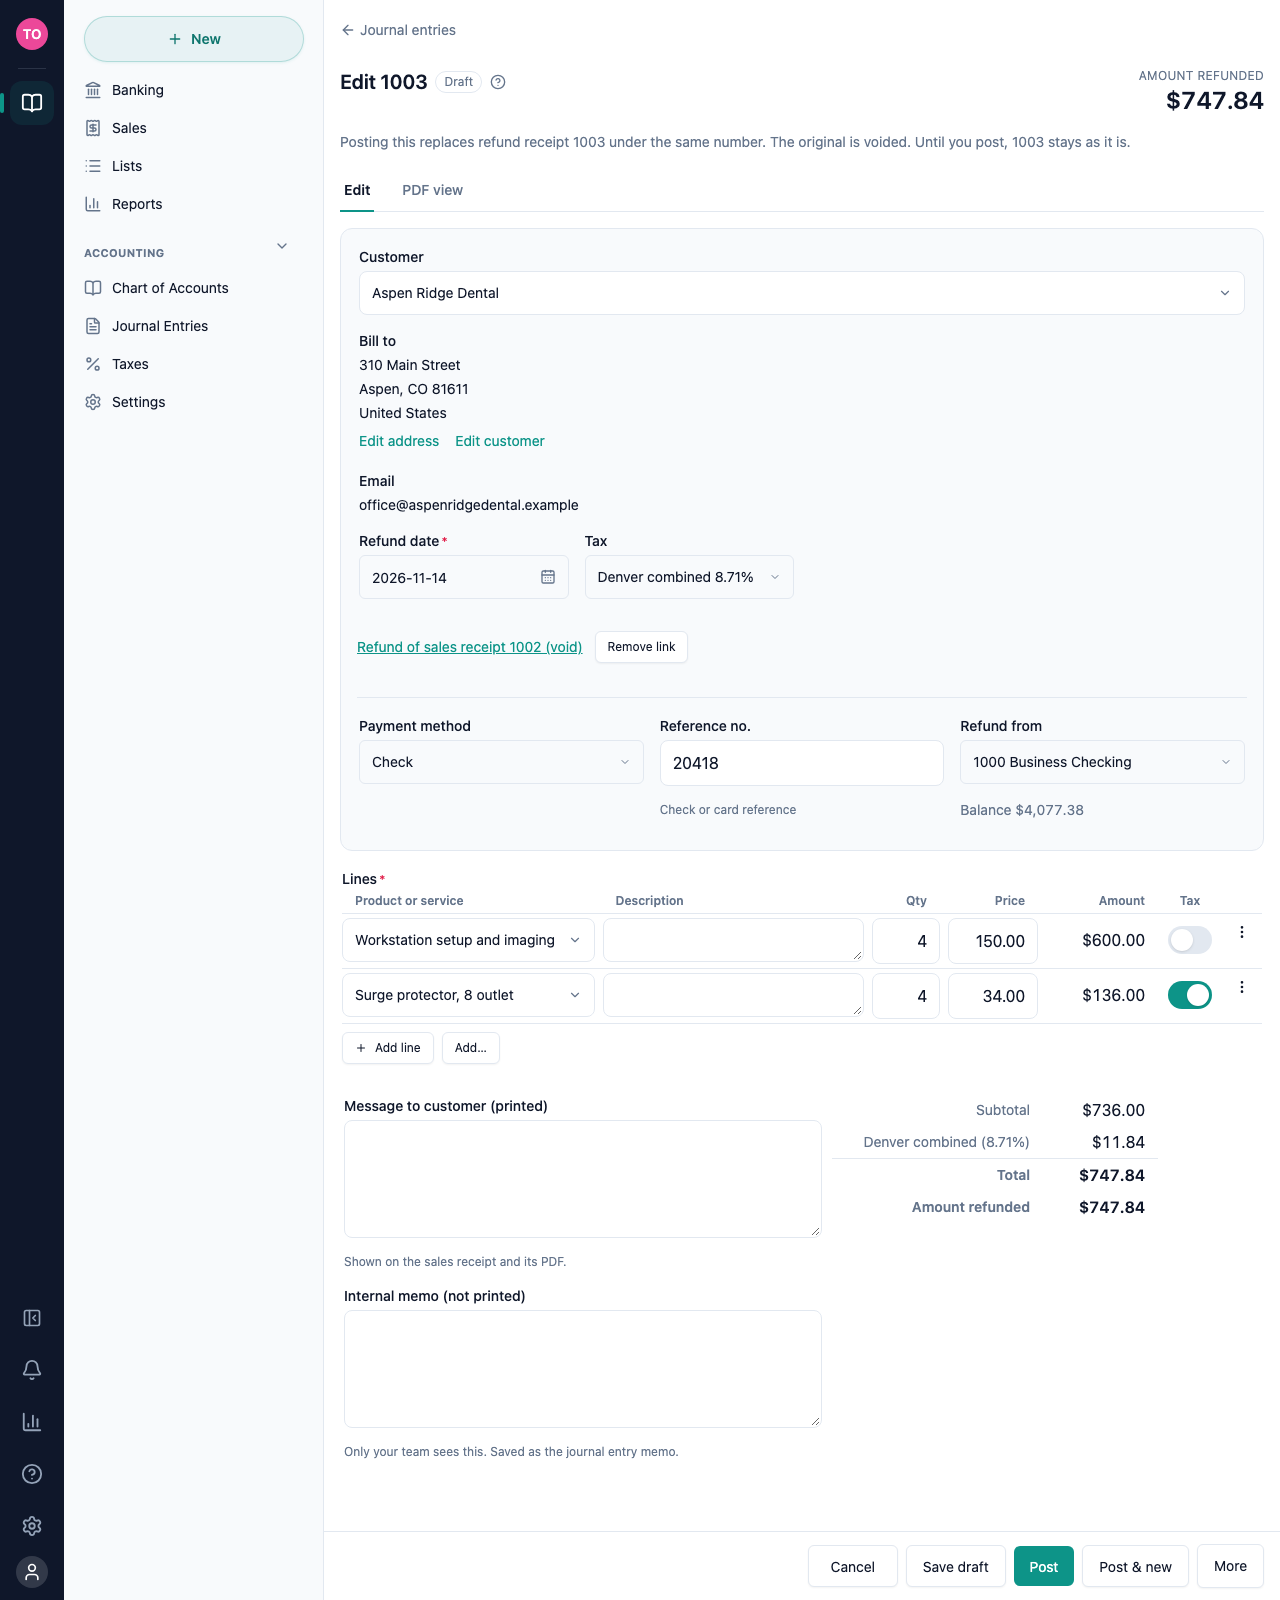 TO
New
Banking
Sales
Lists
Reports
ACCOUNTING
Chart of Accounts
Journal Entries
Taxes
Settings
Journal entries
Edit 1003 Draft
AMOUNT REFUNDED
$747.84
Posting this replaces refund receipt 1003 under the same number. The original is voided. Until you post, 1003 stays as it is.
Edit PDF view
Customer
Aspen Ridge Dental
Bill to
310 Main Street
Aspen, CO 81611
United States
Edit address Edit customer
Email
office@aspenridgedental.example
Refund date* Tax
2026-11-14 Denver combined 8.71%
Refund of sales receipt 1002 (void) Remove link
Payment method Reference no. Refund from
Check 20418 1000 Business Checking
Check or card reference Balance $4,077.38
Lines*
Product or service Description Qty Price Amount Tax
Workstation setup and imaging 4 150.00 $600.00
Surge protector, 8 outlet 4 34.00 $136.00
Add line Add...
Message to customer (printed)
Subtotal $736.00
Denver combined (8.71%) $11.84
Total $747.84
Amount refunded $747.84
Shown on the sales receipt and its PDF.
Internal memo (not printed)
Only your team sees this. Saved as the journal entry memo.
Cancel Save draft Post Post & new More